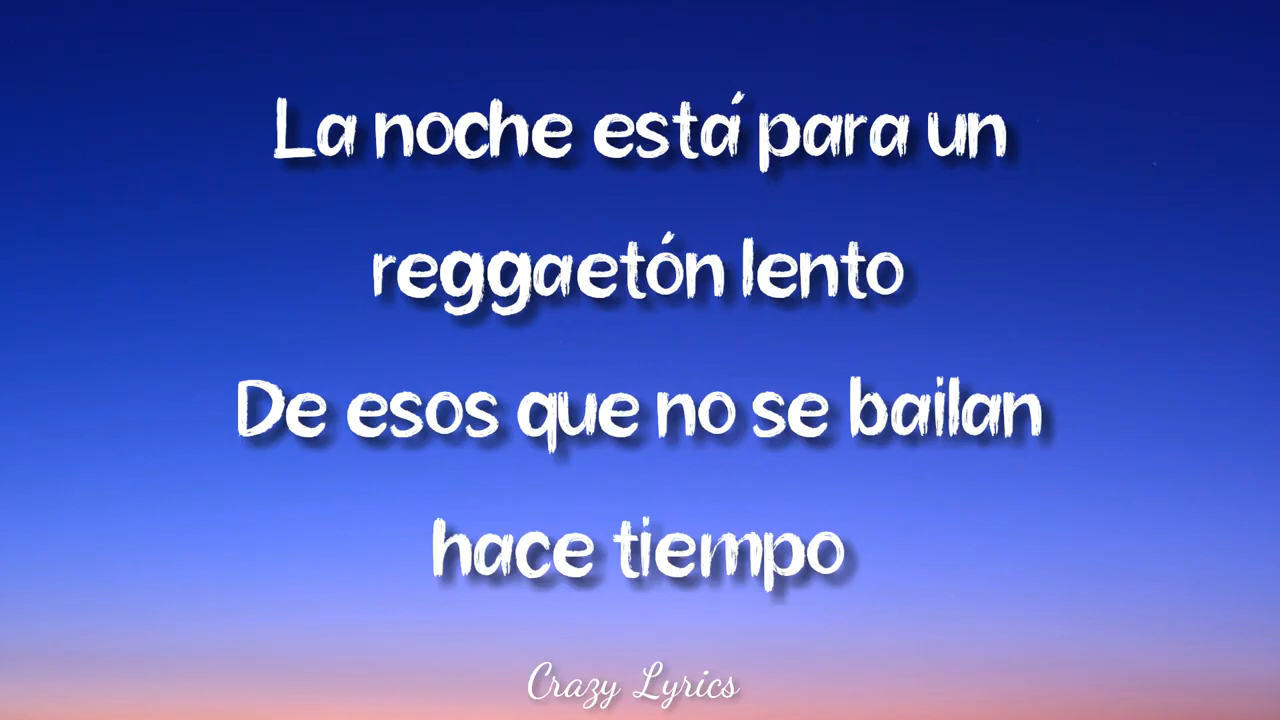 La noche está para un
reggaetón lento
De esos que no se bailan
hace tiempo
Crazy Lyrics